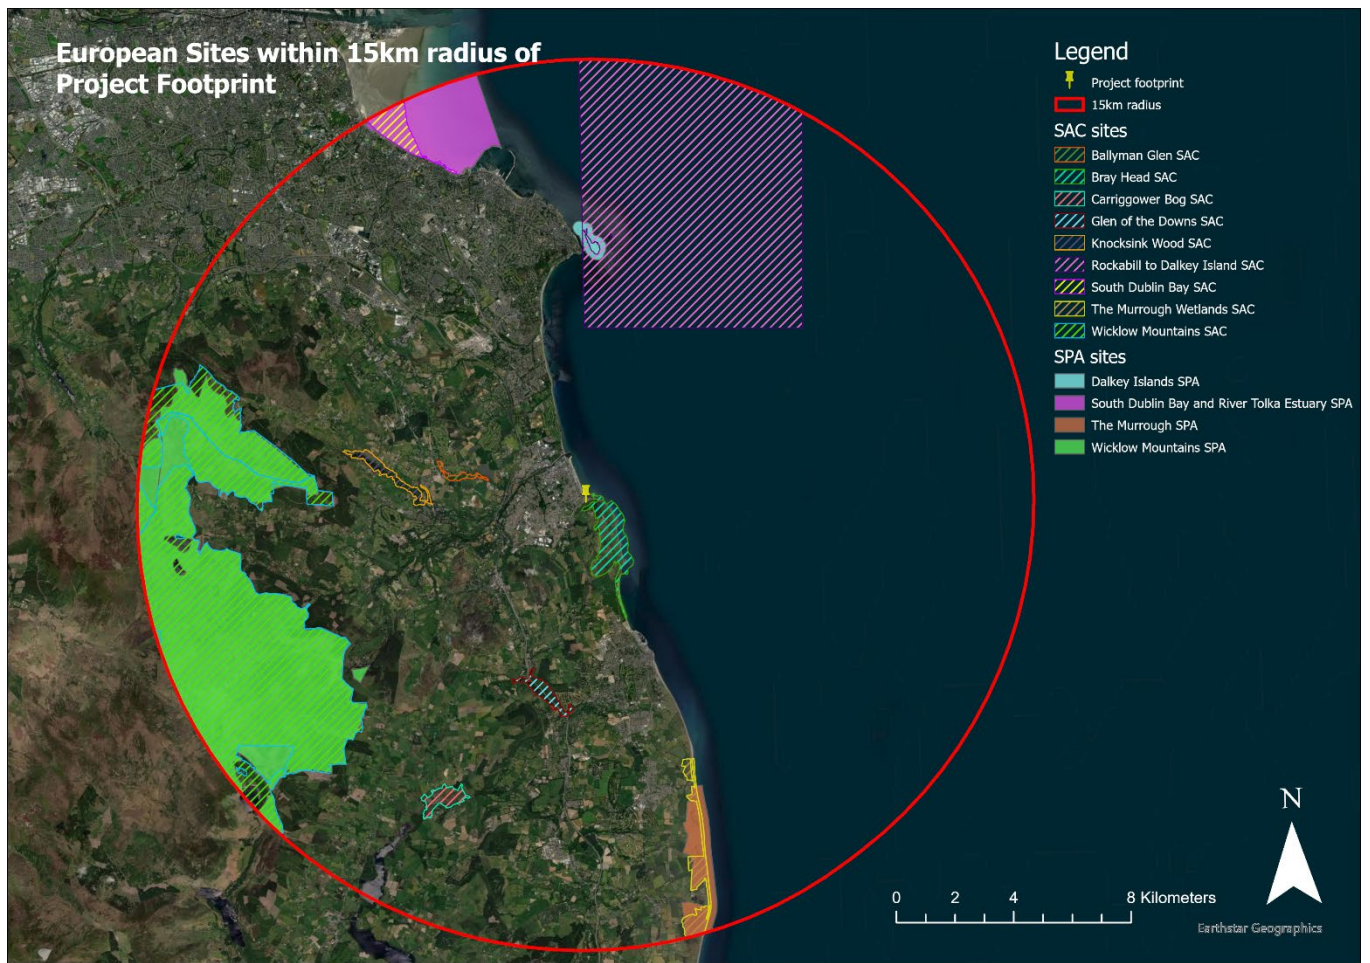 European Sites within 15km radius of
Project Footprint
Legend
Project footprint
15km radius
SAC sites
Ballyman Glen SAC
Bray Head SAC
Carriggower Bog SAC
Glen of the Downs SAC
Knocksink Wood SAC
Rockabill to Dalkey Island SAC
South Dublin Bay SAC
The Murrough Wetlands SAC
Wicklow Mountains SAC
SPA sites
Dalkey Islands SPA
South Dublin Bay and River Tolka Estuary SPA
The Murrough SPA
Wicklow Mountains SPA
N
0 2 4 8 Kilometers
Earthstar Geographics